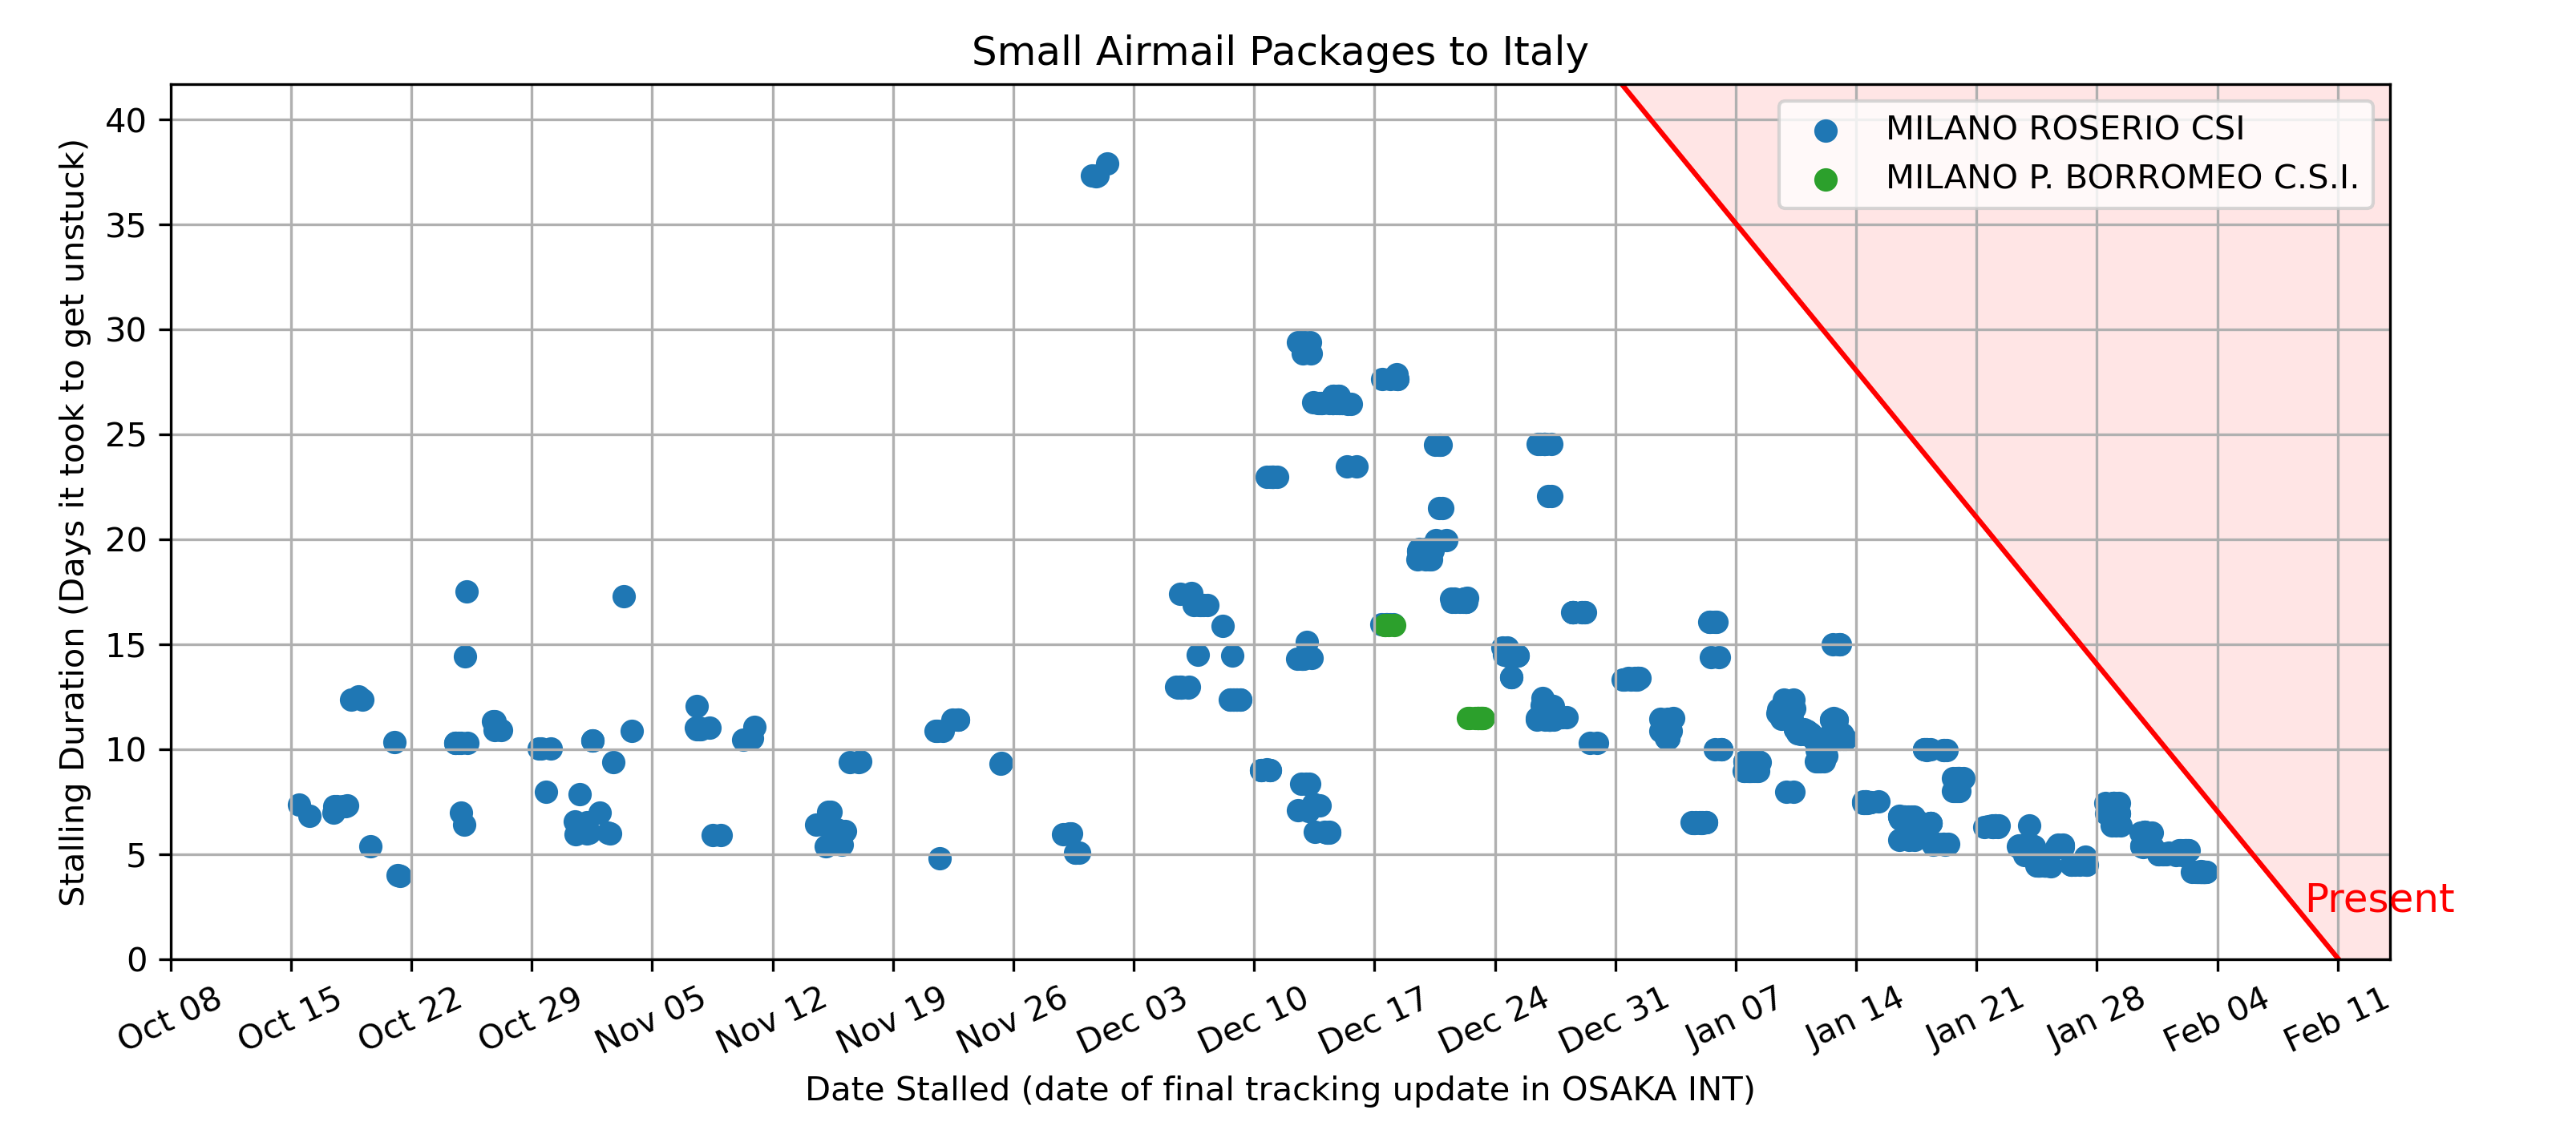 Small Airmail Packages to Italy
MILANO ROSERIO CSI
MILANO P. BORROMEO C.S.I.
Stalling Duration (Days it took to get unstuck)
40
35
30
25
20
15
10
5
0
Present
Oct 08
Oct 15
Oct 22
Oct 29
Nov 05
Nov 12
Nov 19
Nov 26
Dec 03
Dec 10
Dec 17
Dec 24
Dec 31
Jan 07
Jan 14
Jan 21
Jan 28
Feb 04
Feb 11
Date Stalled (date of final tracking update in OSAKA INT)